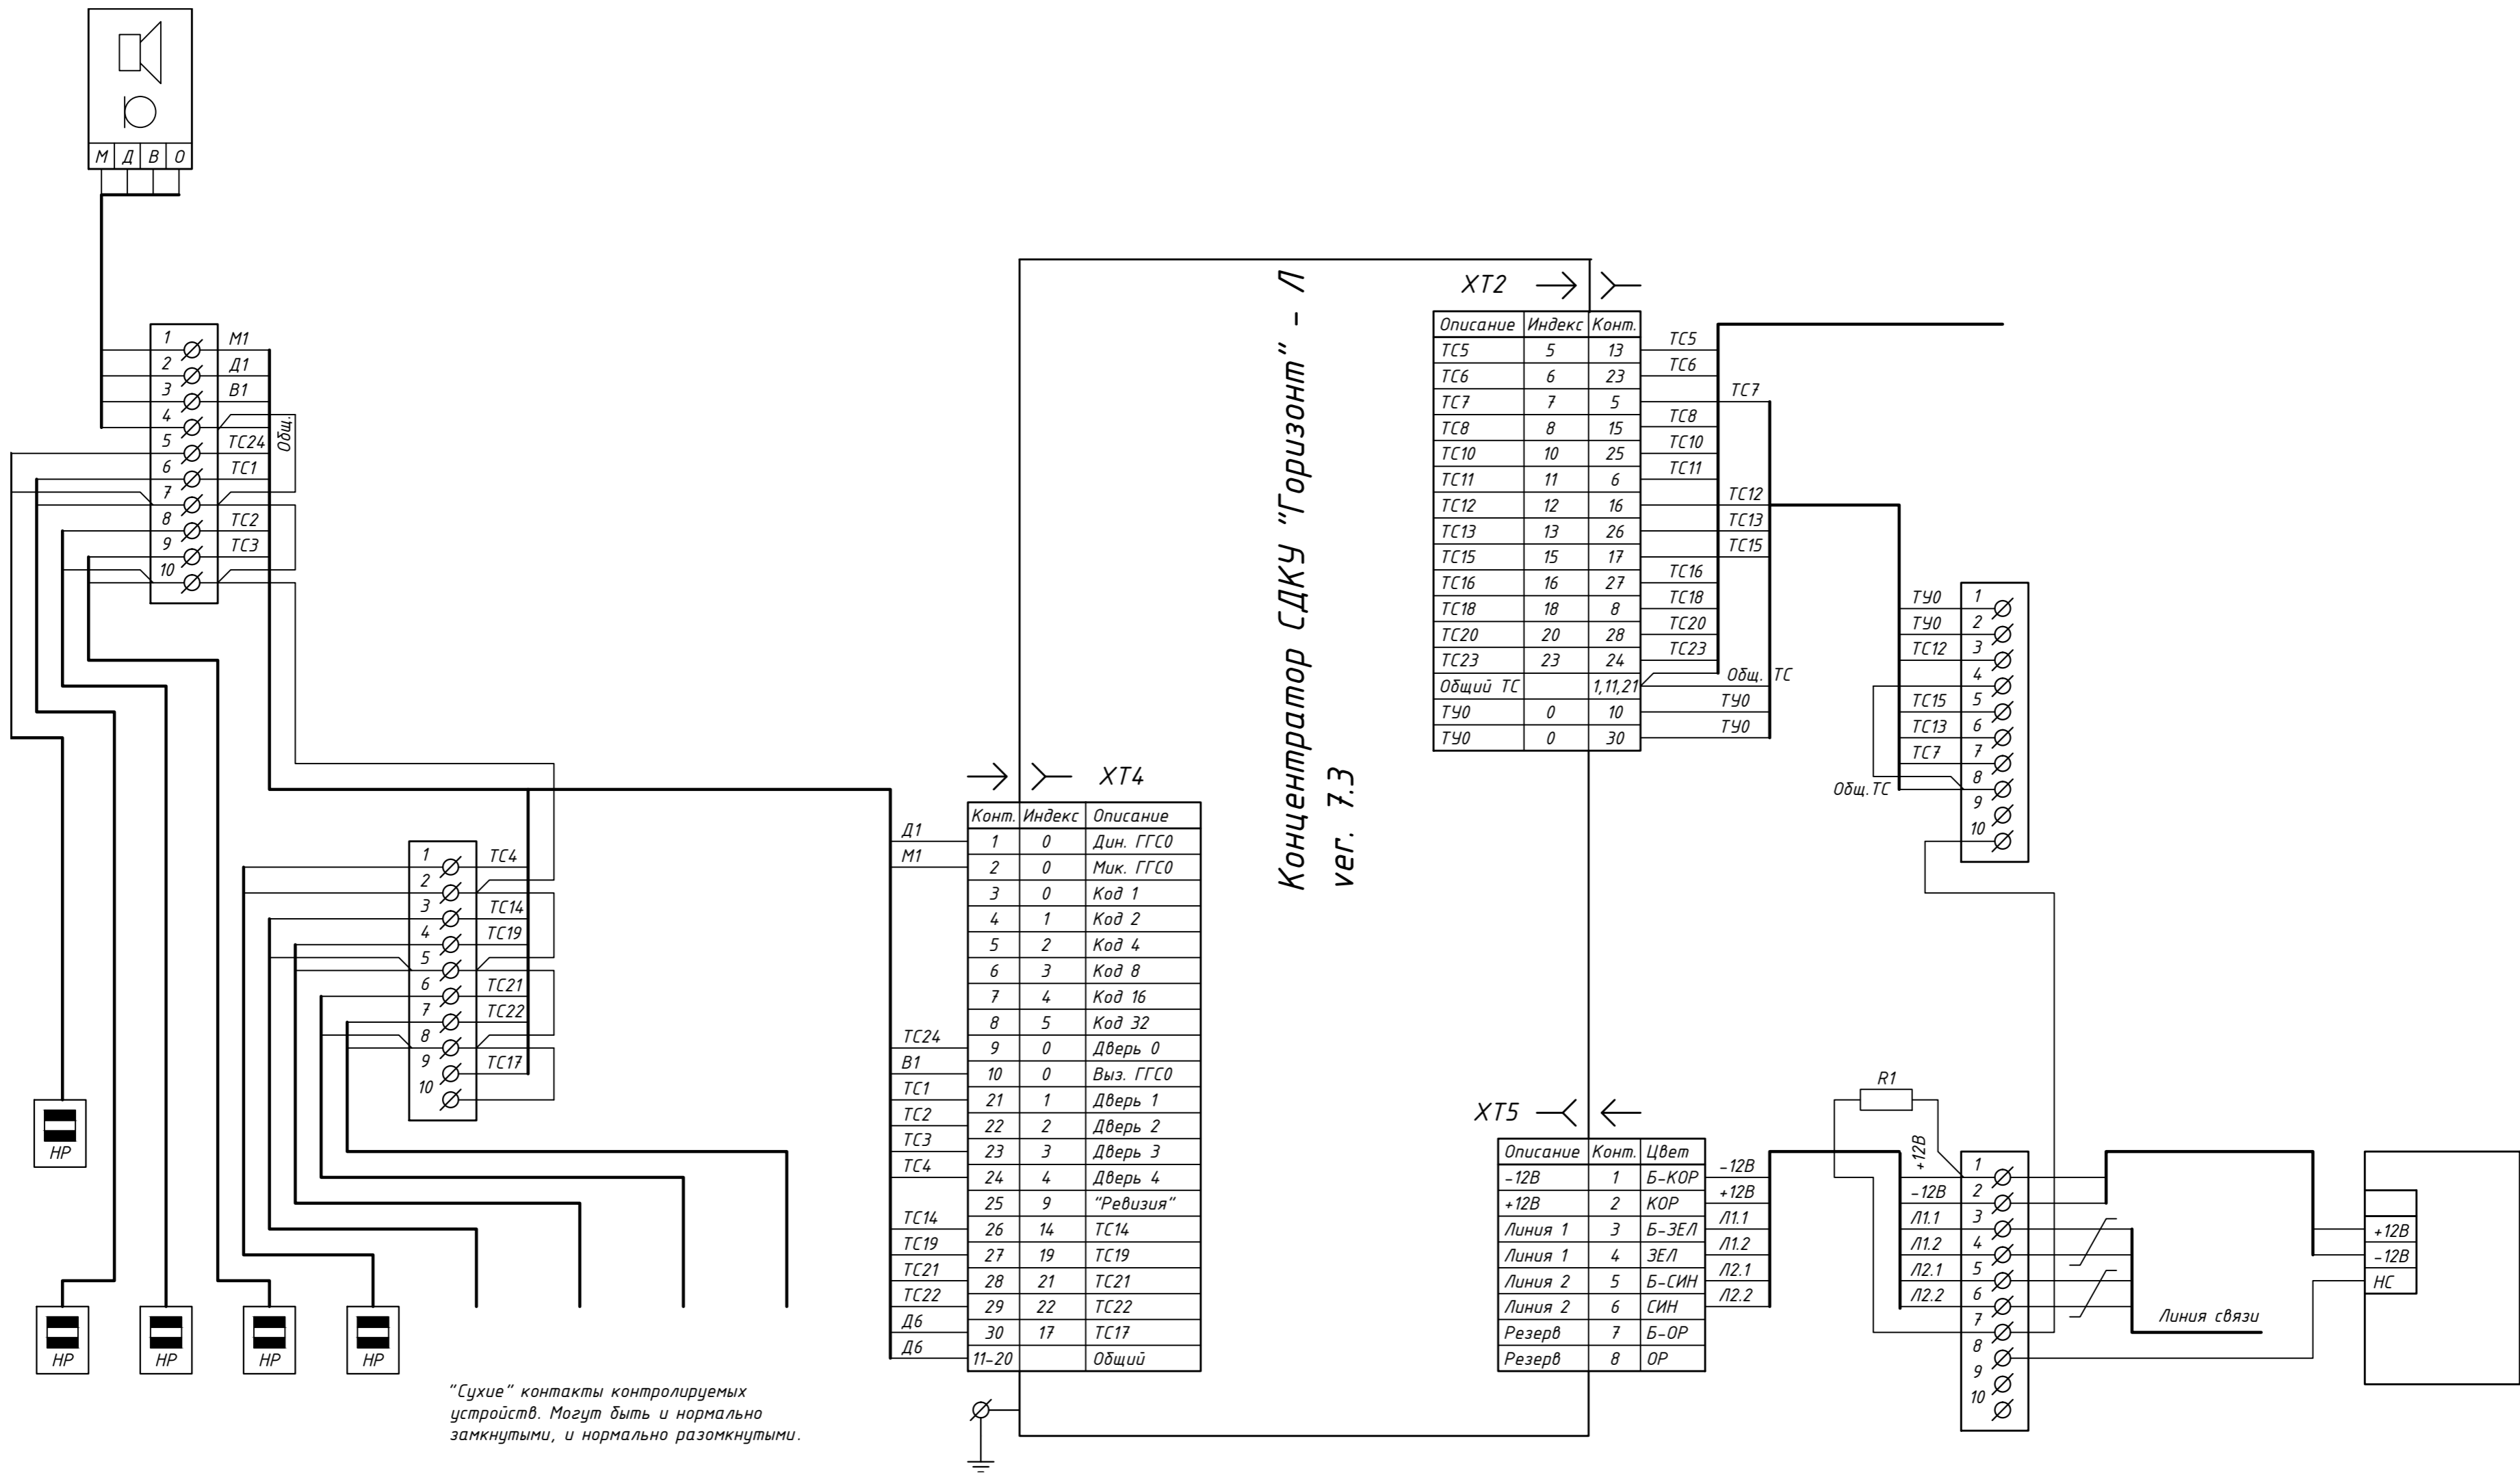 М Д В О
1 М1
2 Д1
3 В1
4
Общ.
5 ТС24
6 ТС1
7
8 ТС2
9 ТС3
10
НР
НР
НР
НР
НР
1 ТС4
2
3 ТС14
4 ТС19
5
6 ТС21
7 ТС22
8
9 ТС17
10
"Сухие" контакты контролируемых
устройств. Могут быть и нормально
замкнутыми, и нормально разомкнутыми.
ХТ4
Конт. Индекс Описание
Д1 1 0 Дин. ГГС0
М1 2 0 Мик. ГГС0
3 0 Код 1
4 1 Код 2
5 2 Код 4
6 3 Код 8
7 4 Код 16
8 5 Код 32
ТС24 9 0 Дверь 0
В1 10 0 Выз. ГГС0
ТС1 21 1 Дверь 1
ТС2 22 2 Дверь 2
ТС3 23 3 Дверь 3
ТС4 24 4 Дверь 4
25 9 "Ревизия"
ТС14 26 14 ТС14
ТС19 27 19 ТС19
ТС21 28 21 ТС21
ТС22 29 22 ТС22
Д6 30 17 ТС17
Д6 11-20 Общий
Концентратор СДКУ "Горизонт" - Л
ver. 7.3
ХТ2
Описание Индекс Конт.
ТС5 5 13 ТС5
ТС6 6 23 ТС6
ТС7 7 5 ТС7
ТС8 8 15 ТС8
ТС10 10 25 ТС10
ТС11 11 6 ТС11
ТС12 12 16 ТС12
ТС13 13 26 ТС13
ТС15 15 17 ТС15
ТС16 16 27 ТС16
ТС18 18 8 ТС18
ТС20 20 28 ТС20
ТС23 23 24 ТС23
Общий ТС 1,11,21 Общ. ТС
ТУ0 0 10 ТУ0
ТУ0 0 30 ТУ0
ТУ0 1
ТУ0 2
ТС12 3
4
ТС15 5
ТС13 6
ТС7 7
Общ.ТС 8
9
10
ХТ5
Описание Конт. Цвет
-12В 1 Б-КОР -12В
+12В 2 КОР +12В
Линия 1 3 Б-ЗЕЛ Л1.1
Линия 1 4 ЗЕЛ Л1.2
Линия 2 5 Б-СИН Л2.1
Линия 2 6 СИН Л2.2
Резерв 7 Б-ОР
Резерв 8 ОР
R1
+12В 1
-12В 2
Л1.1 3
Л1.2 4
Л2.1 5
Л2.2 6
7
8
9
10
Линия связи
+12В
-12В
НС